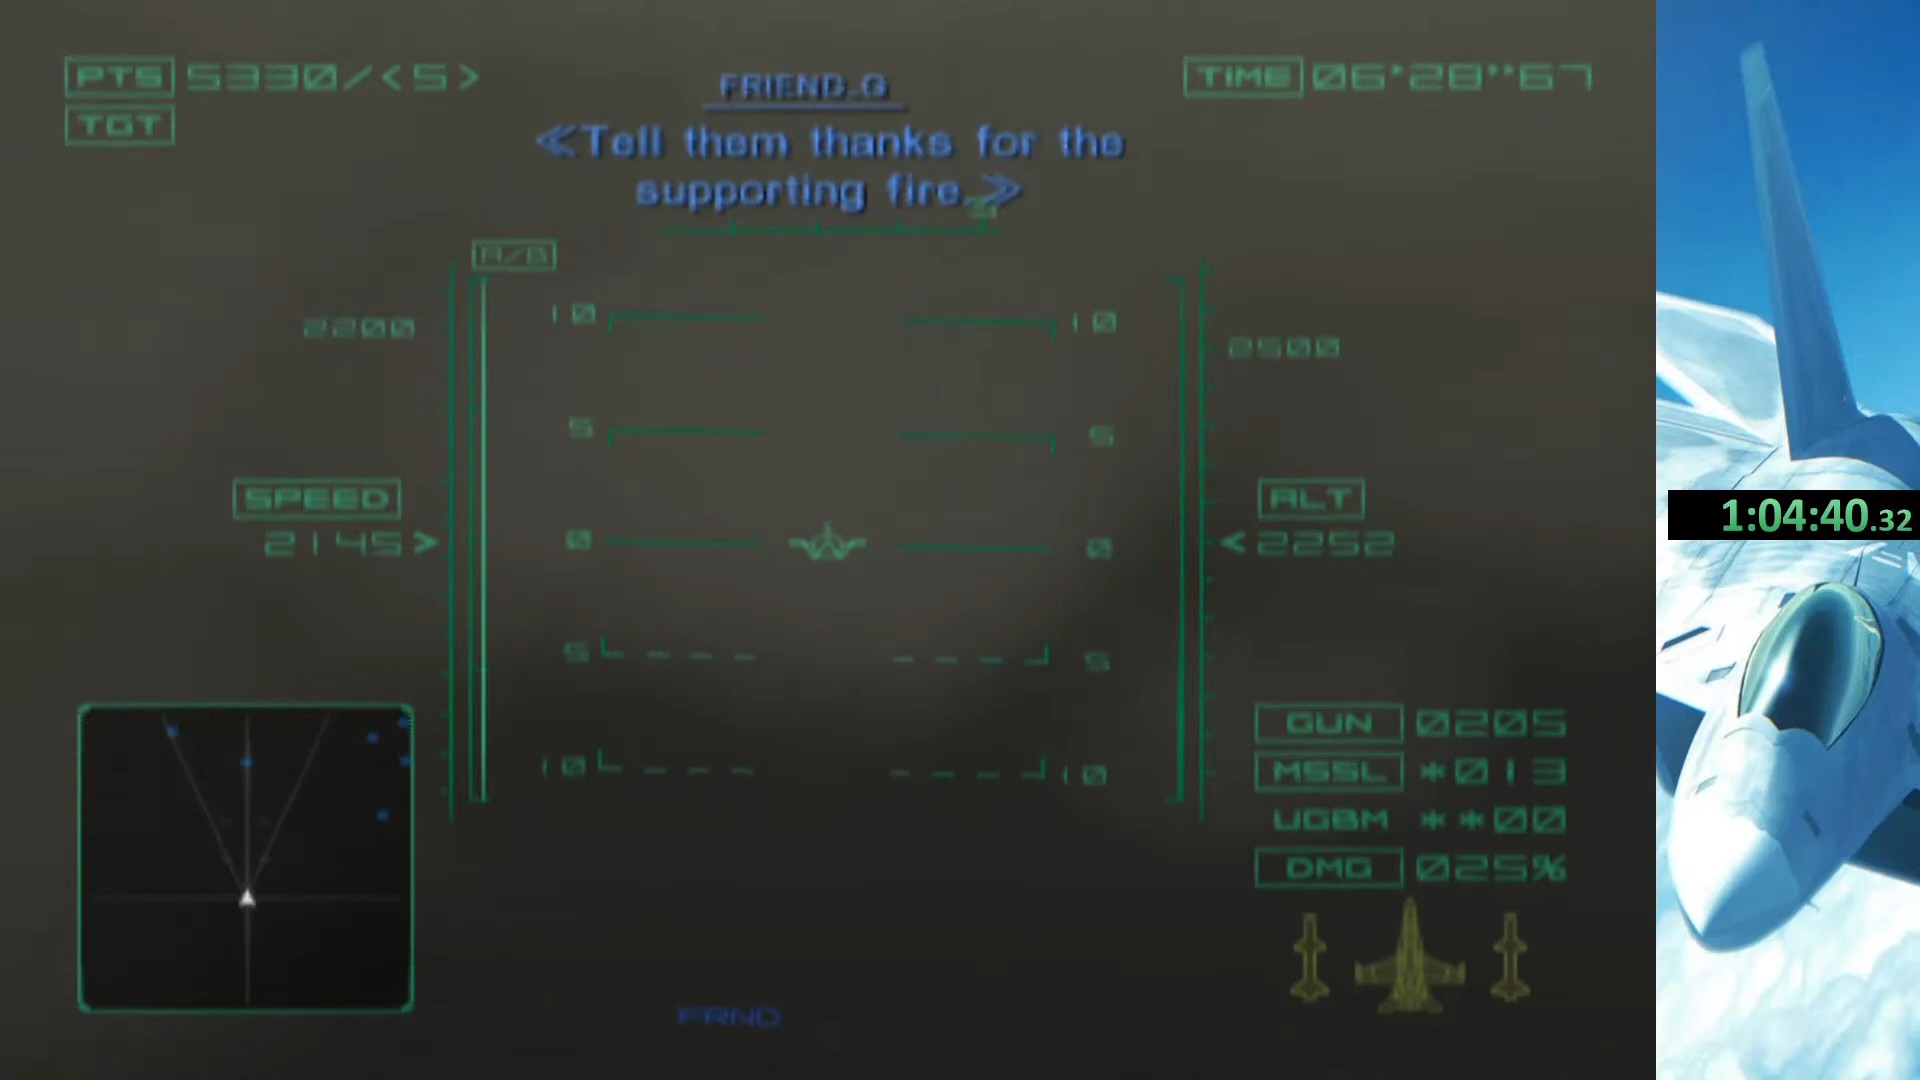 PTS 5330/<5>
TGT
FRIEND_G
≪Tell them thanks for the
supporting fire.≫
TIME 06'28"67
A/B
2200
10 10
2500
5 5
SPEED
2145>
0 0
ALT
<2252
5 5
10 10
GUN 0205
MSSL *013
UGBM **00
DMG 025%
FRND
1:04:40.32